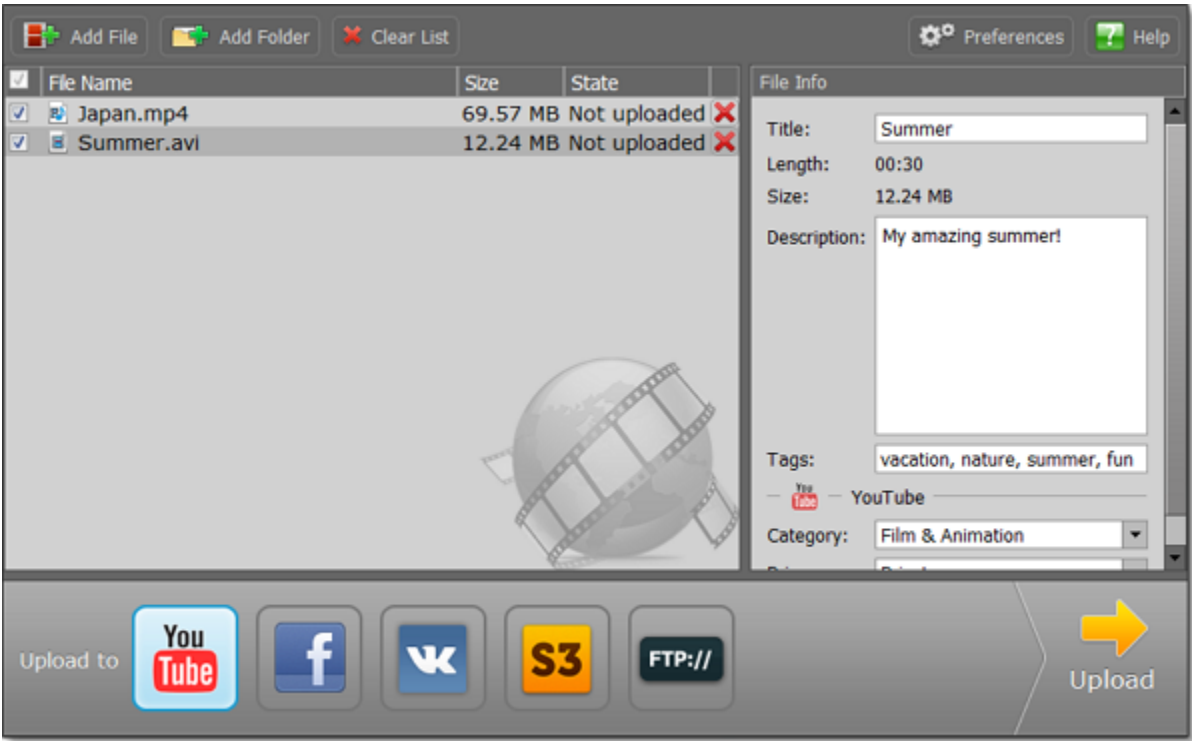 Add File Add Folder Clear List Preferences ? Help
File Name Size State File Info
Japan.mp4 69.57 MB Not uploaded
Summer.avi 12.24 MB Not uploaded
Title: Summer
Length: 00:30
Size: 12.24 MB
Description: My amazing summer!
Tags: vacation, nature, summer, fun
You Tube YouTube
Category: Film & Animation
Upload to
You
Tube
f
VK
S3
FTP://
Upload